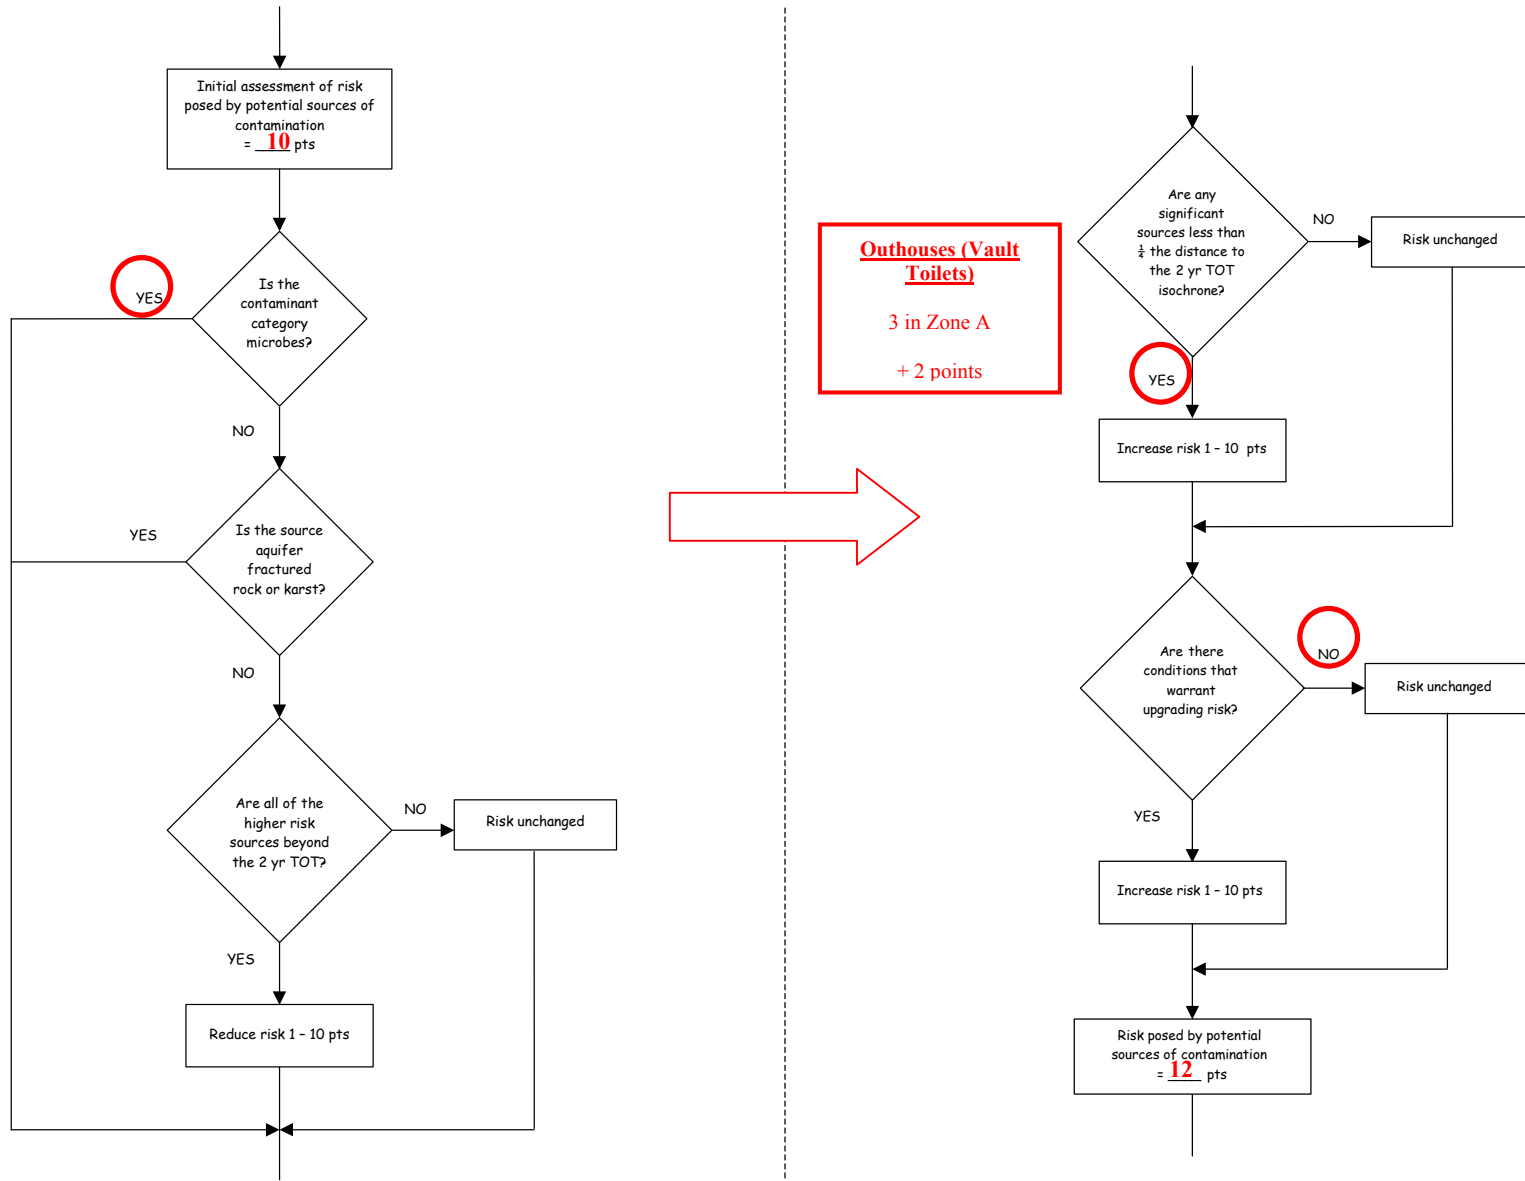 Initial assessment of risk
posed by potential sources of
contamination
= 10 pts
Is the
contaminant
category
microbes?
YES
NO
Is the source
aquifer
fractured
rock or karst?
YES
NO
Are all of the
higher risk
sources beyond
the 2 yr TOT?
NO
Risk unchanged
YES
Reduce risk 1 – 10 pts
Outhouses (Vault
Toilets)
3 in Zone A
+ 2 points
Are any
significant
sources less than
¼ the distance to
the 2 yr TOT
isochrone?
NO
Risk unchanged
YES
Increase risk 1 – 10 pts
Are there
conditions that
warrant
upgrading risk?
NO
Risk unchanged
YES
Increase risk 1 – 10 pts
Risk posed by potential
sources of contamination
= 12 pts